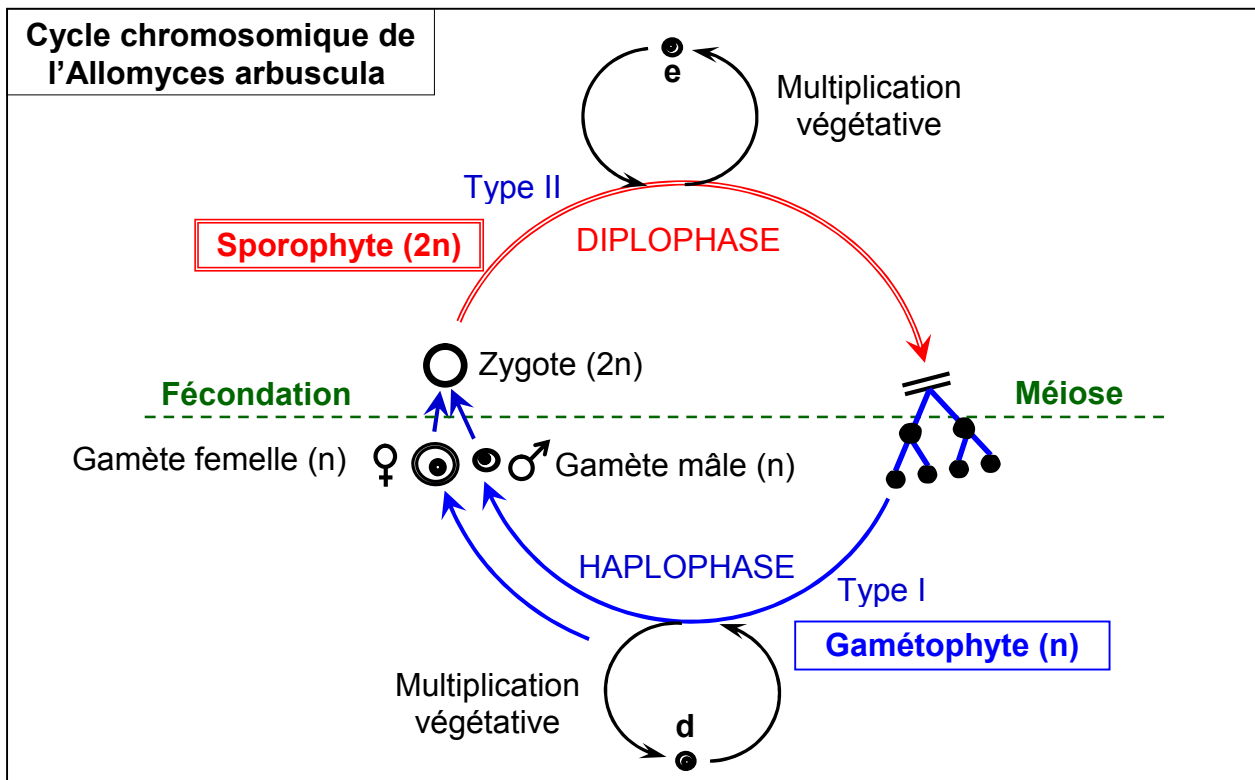 Cycle chromosomique de
l'Allomyces arbuscula
e
Multiplication
végétative
Type II
Sporophyte (2n)
DIPLOPHASE
Zygote (2n)
Fécondation
Méiose
Gamète femelle (n)
♀
♂
Gamète mâle (n)
HAPLOPHASE
Type I
Gamétophyte (n)
Multiplication
végétative
d